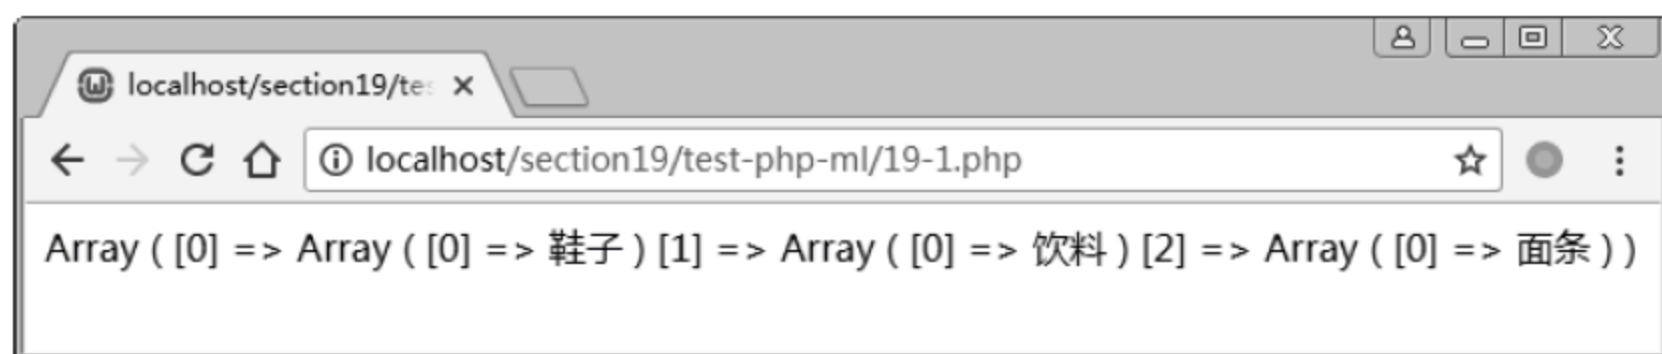 localhost/section19/te
localhost/section19/test-php-ml/19-1.php
Array ( [0] => Array ( [0] => 鞋子 ) [1] => Array ( [0] => 饮料 ) [2] => Array ( [0] => 面条 ) )